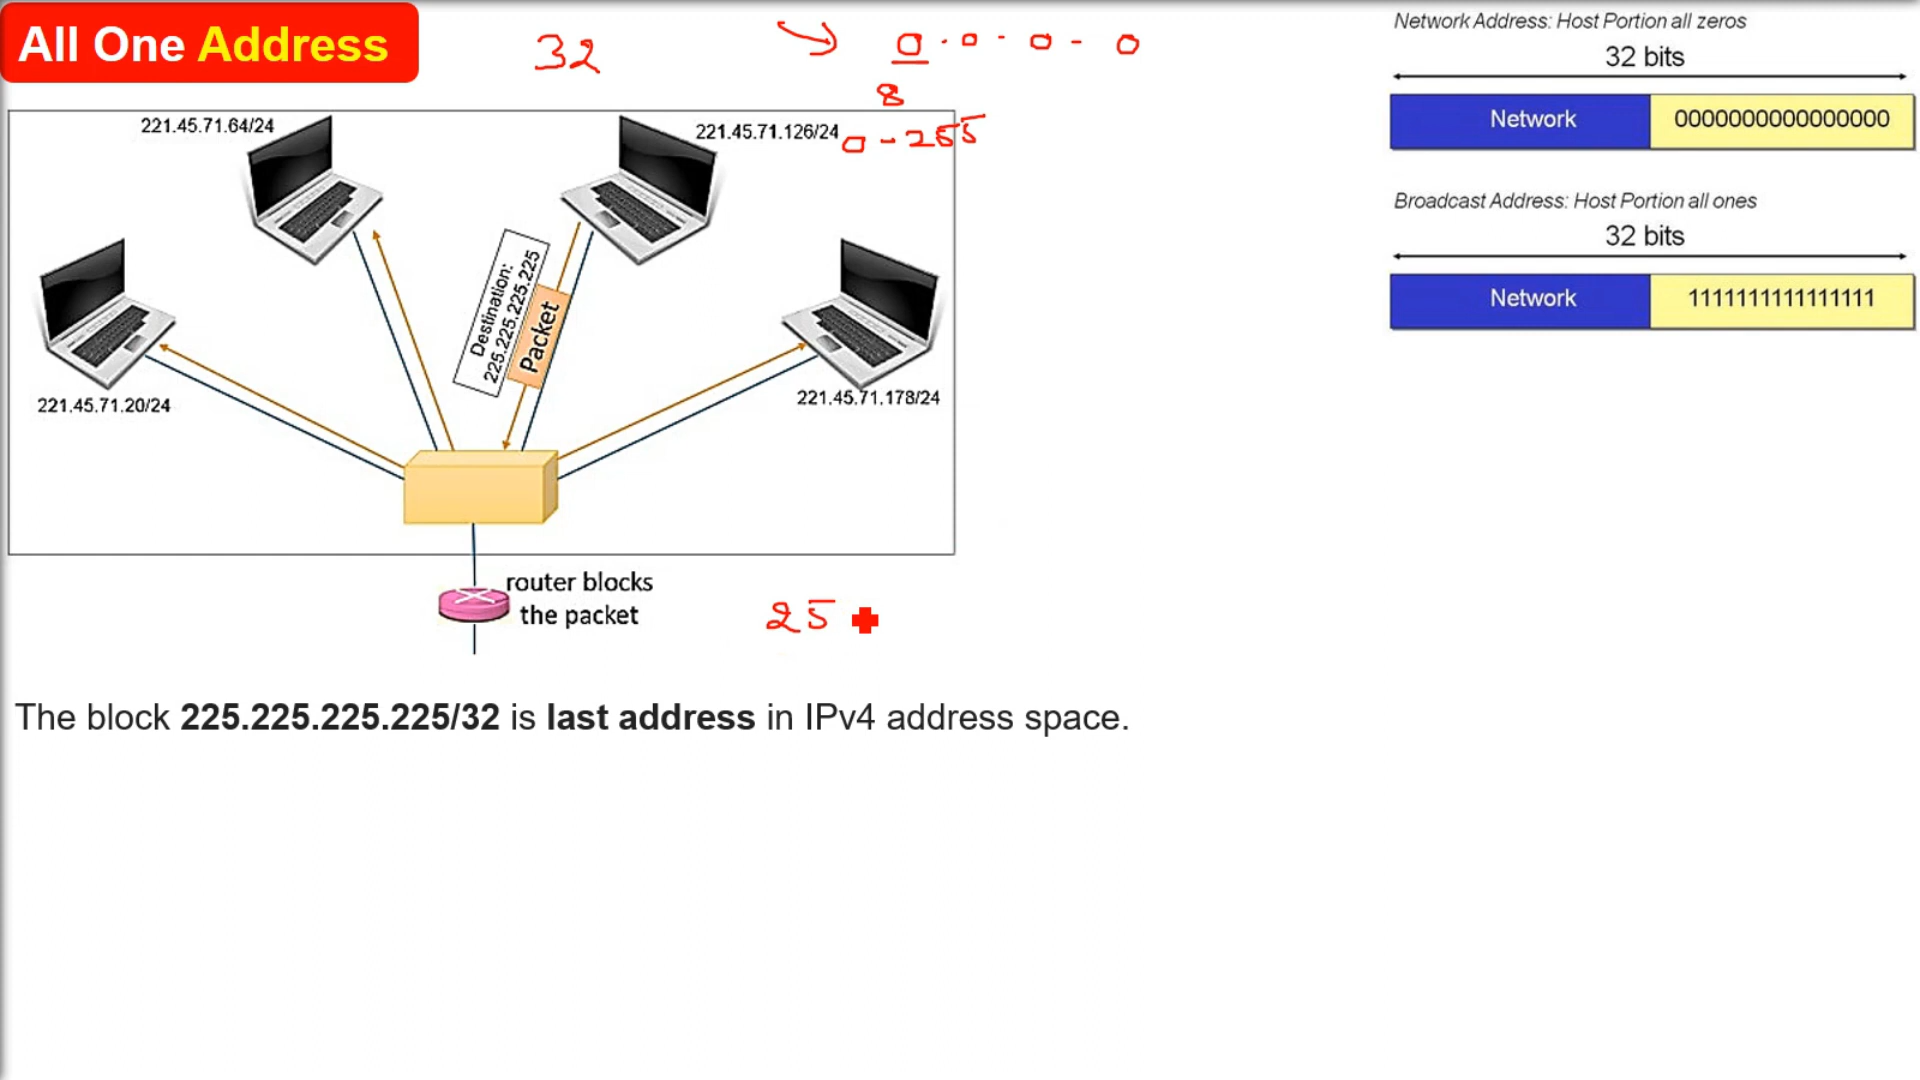 All One Address
32
0 . 0 . 0 - 0
8
0 - 255
221.45.71.64/24
221.45.71.126/24
Destination:
225.225.225.225
Packet
221.45.71.20/24
221.45.71.178/24
router blocks
the packet
25
The block 225.225.225.225/32 is last address in IPv4 address space.
Network Address: Host Portion all zeros
32 bits
Network 0000000000000000
Broadcast Address: Host Portion all ones
32 bits
Network 1111111111111111